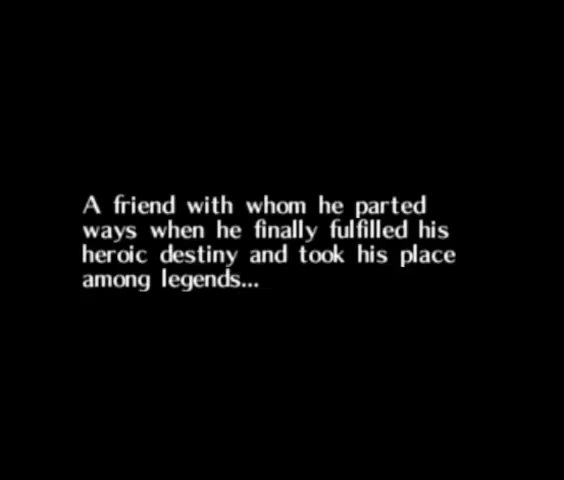 A friend with whom he parted
ways when he finally fulfilled his
heroic destiny and took his place
among legends...